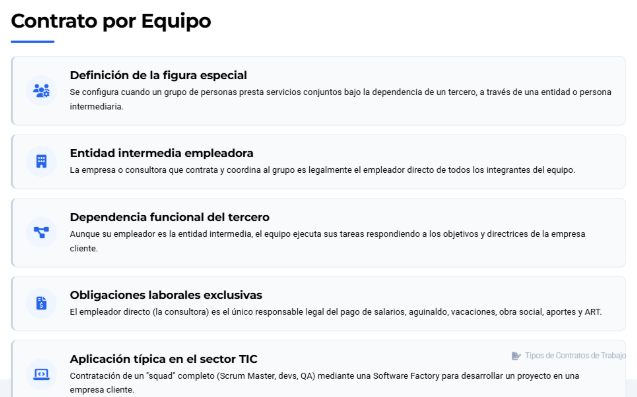 Contrato por Equipo
Definición de la figura especial
Se configura cuando un grupo de personas presta servicios conjuntos bajo la dependencia de un tercero, a través de una entidad o persona
intermediaria.
Entidad intermedia empleadora
La empresa o consultora que contrata y coordina al grupo es legalmente el empleador directo de todos los integrantes del equipo.
Dependencia funcional del tercero
Aunque su empleador es la entidad intermedia, el equipo ejecuta sus tareas respondiendo a los objetivos y directrices de la empresa
cliente.
Obligaciones laborales exclusivas
El empleador directo (la consultora) es el único responsable legal del pago de salarios, aguinaldo, vacaciones, obra social, aportes y ART.
Aplicación típica en el sector TIC
Tipos de Contratos de Trabajo
Contratación de un "squad" completo (Scrum Master, devs, QA) mediante una Software Factory para desarrollar un proyecto en una
empresa cliente.